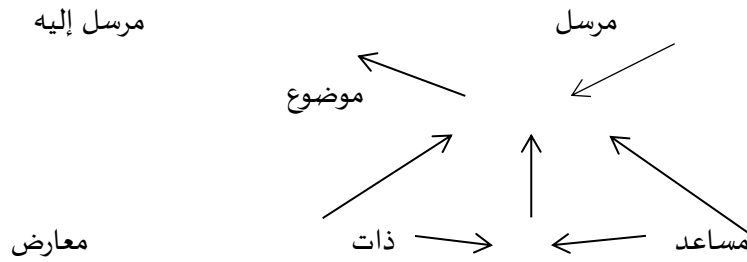 مرسل مرسل إليه
موضوع
مساعد ذات معارض